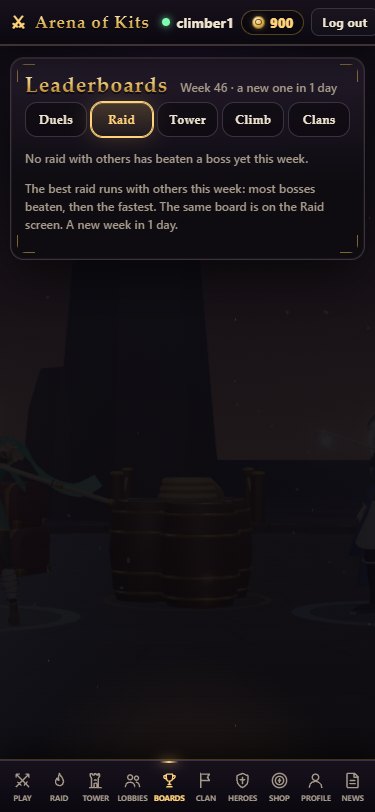 Arena of Kits climber1 900 Log out
Leaderboards Week 46 · a new one in 1 day
Duels Raid Tower Climb Clans
No raid with others has beaten a boss yet this week.
The best raid runs with others this week: most bosses
beaten, then the fastest. The same board is on the Raid
screen. A new week in 1 day.
PLAY RAID TOWER LOBBIES BOARDS CLAN HEROES SHOP PROFILE NEWS